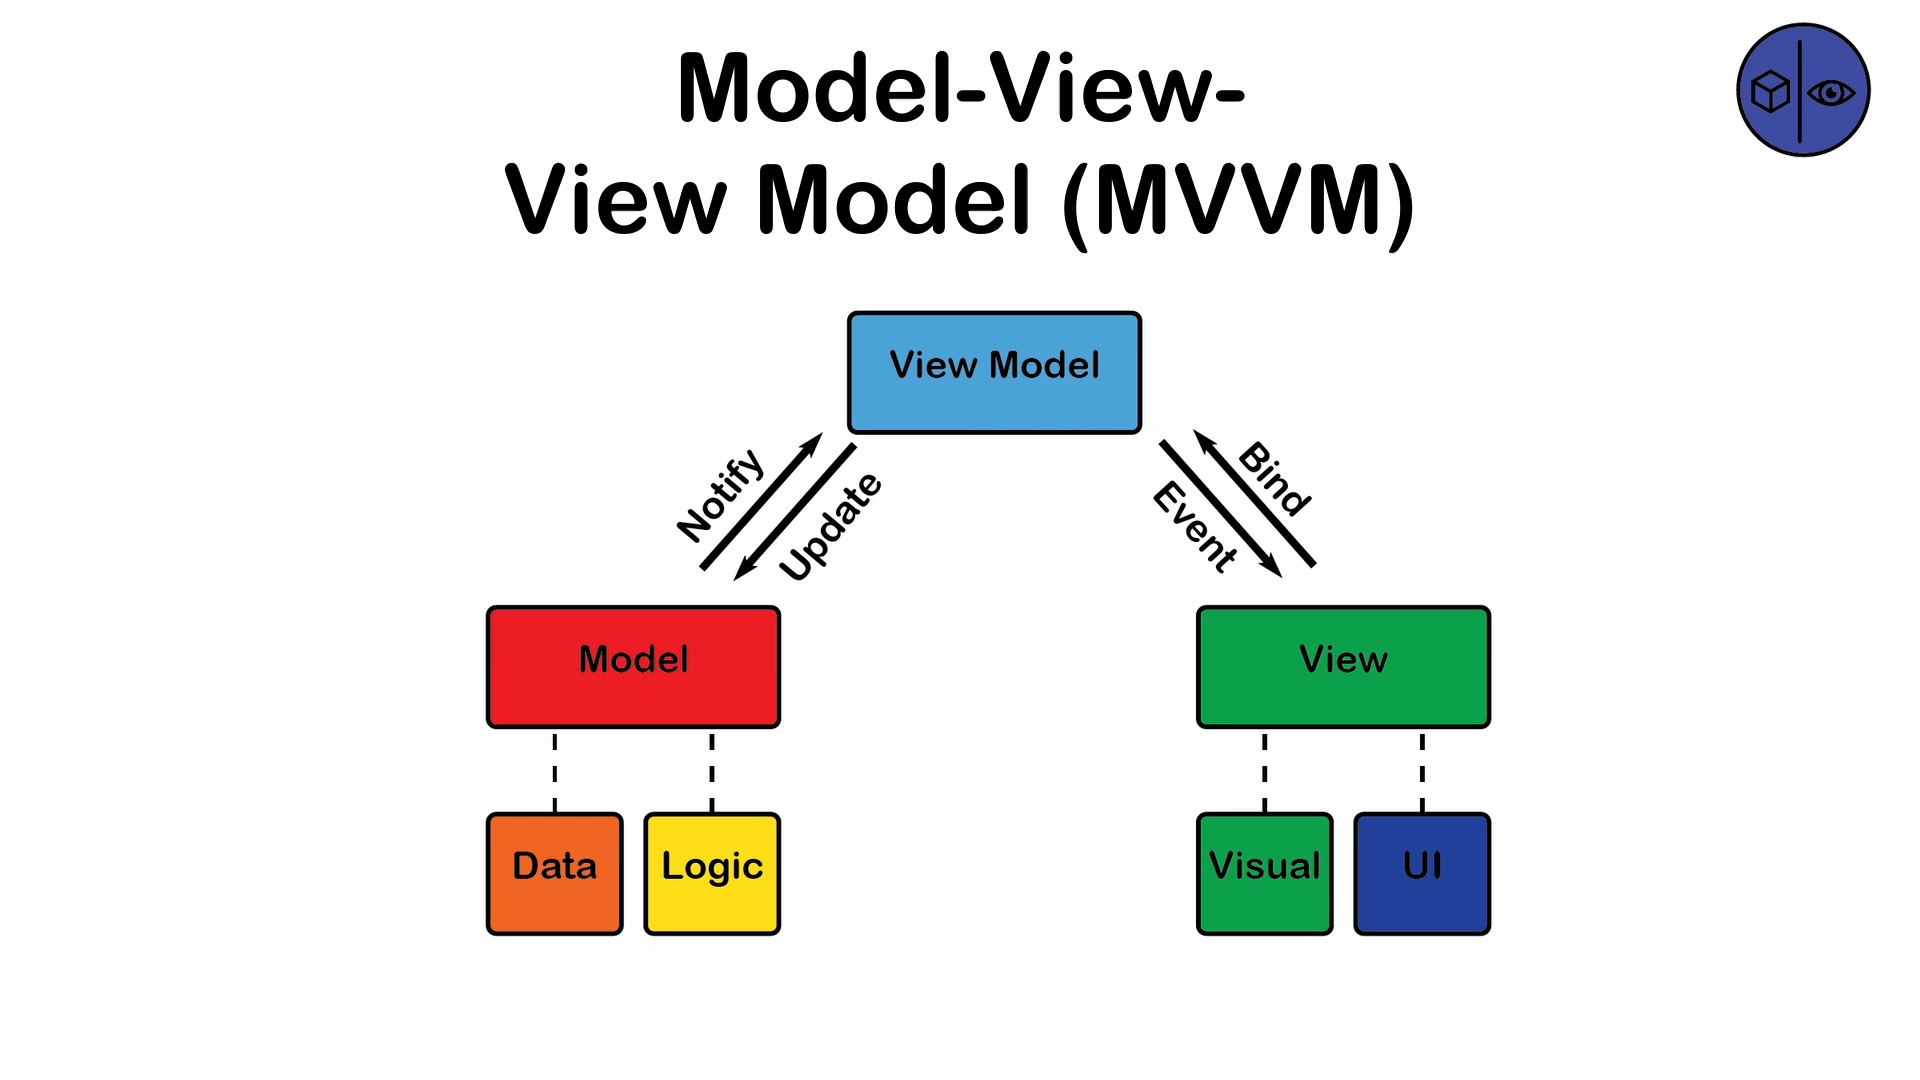 Model-View-
View Model (MVVM)
View Model
Notify
Update
Event
Bind
Model
View
Data
Logic
Visual
UI